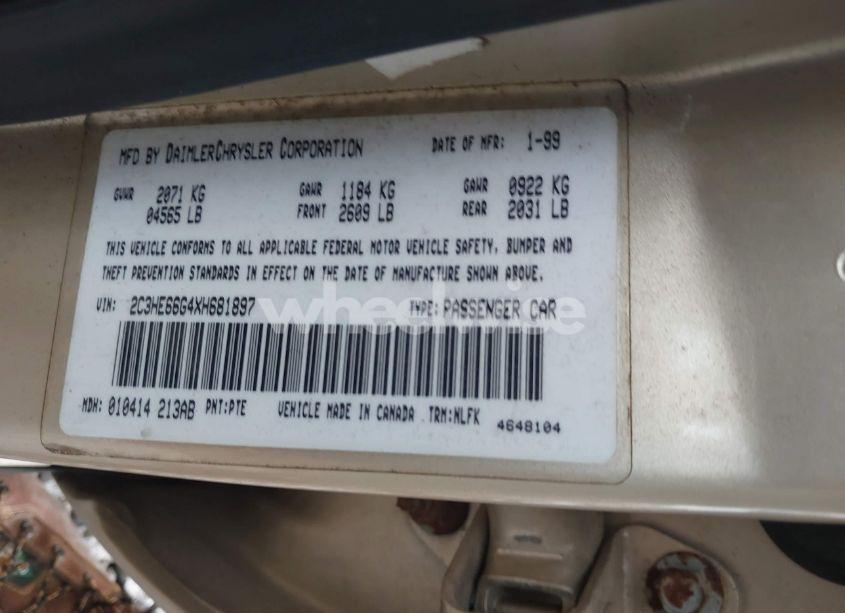 MFD BY DAIMLERCHRYSLER CORPORATION DATE OF MFR: 1-99
GVWR 2071 KG GAWR 1184 KG GAWR 0922 KG
04565 LB FRONT 2609 LB REAR 2031 LB
THIS VEHICLE CONFORMS TO ALL APPLICABLE FEDERAL MOTOR VEHICLE SAFETY, BUMPER AND
THEFT PREVENTION STANDARDS IN EFFECT ON THE DATE OF MANUFACTURE SHOWN ABOVE.
VIN: 2C3HE66G4XH681897 TYPE: PASSENGER CAR
wheelwise
MDH: 010414 213AB PNT:PTE VEHICLE MADE IN CANADA TRM:NLFK 4648104